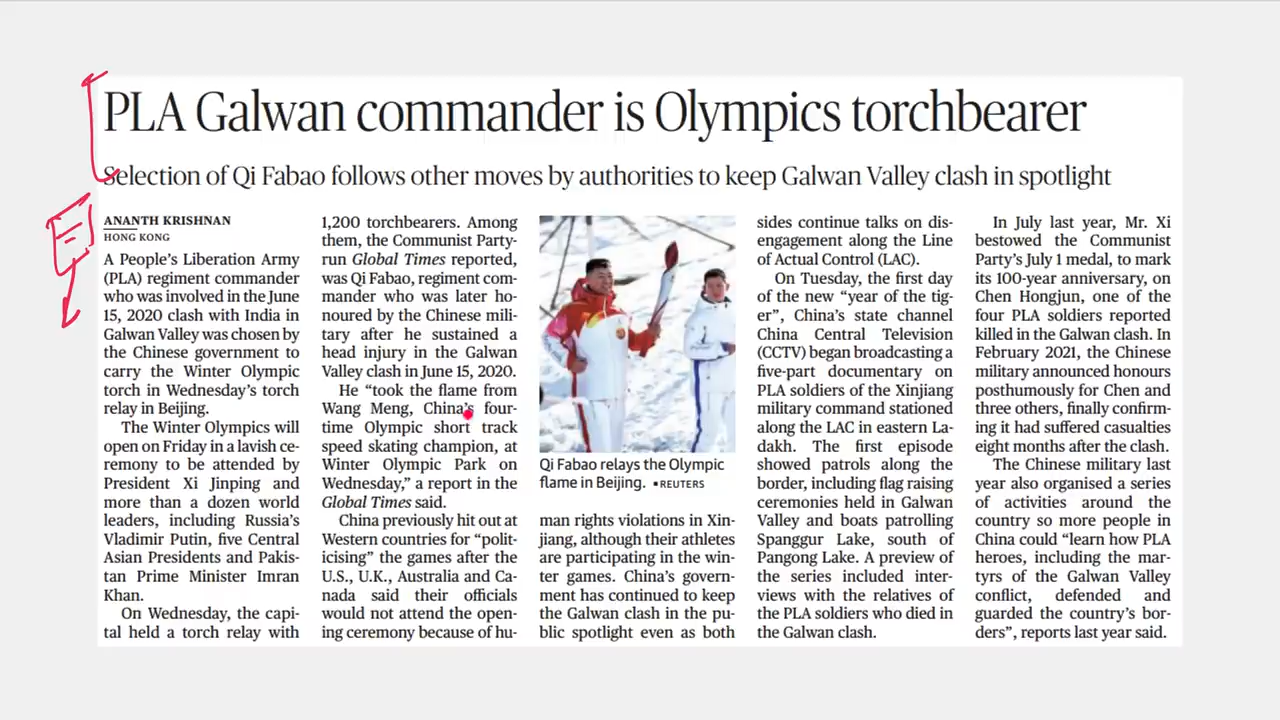 PLA Galwan commander is Olympics torchbearer
Selection of Qi Fabao follows other moves by authorities to keep Galwan Valley clash in spotlight
ANANTH KRISHNAN
HONG KONG
A People's Liberation Army
(PLA) regiment commander
who was involved in the June
15, 2020 clash with India in
Galwan Valley was chosen by
the Chinese government to
carry the Winter Olympic
torch in Wednesday's torch
relay in Beijing.
The Winter Olympics will
open on Friday in a lavish ce-
remony to be attended by
President Xi Jinping and
more than a dozen world
leaders, including Russia's
Vladimir Putin, five Central
Asian Presidents and Pakis-
tan Prime Minister Imran
Khan.
On Wednesday, the capi-
tal held a torch relay with
1,200 torchbearers. Among
them, the Communist Party-
run Global Times reported,
was Qi Fabao, regiment com-
mander who was later ho-
noured by the Chinese mili-
tary after he sustained a
head injury in the Galwan
Valley clash in June 15, 2020.
He "took the flame from
Wang Meng, China's four-
time Olympic short track
speed skating champion, at
Winter Olympic Park on
Wednesday," a report in the
Global Times said.
China previously hit out at
Western countries for "polit-
icising" the games after the
U.S., U.K., Australia and Ca-
nada said their officials
would not attend the open-
ing ceremony because of hu-
Qi Fabao relays the Olympic
flame in Beijing. ▪REUTERS
man rights violations in Xin-
jiang, although their athletes
are participating in the win-
ter games. China's govern-
ment has continued to keep
the Galwan clash in the pu-
blic spotlight even as both
sides continue talks on dis-
engagement along the Line
of Actual Control (LAC).
On Tuesday, the first day
of the new "year of the tig-
er", China's state channel
China Central Television
(CCTV) began broadcasting a
five-part documentary on
PLA soldiers of the Xinjiang
military command stationed
along the LAC in eastern La-
dakh. The first episode
showed patrols along the
border, including flag raising
ceremonies held in Galwan
Valley and boats patrolling
Spanggur Lake, south of
Pangong Lake. A preview of
the series included inter-
views with the relatives of
the PLA soldiers who died in
the Galwan clash.
In July last year, Mr. Xi
bestowed the Communist
Party's July 1 medal, to mark
its 100-year anniversary, on
Chen Hongjun, one of the
four PLA soldiers reported
killed in the Galwan clash. In
February 2021, the Chinese
military announced honours
posthumously for Chen and
three others, finally confirm-
ing it had suffered casualties
eight months after the clash.
The Chinese military last
year also organised a series
of activities around the
country so more people in
China could "learn how PLA
heroes, including the mar-
tyrs of the Galwan Valley
conflict, defended and
guarded the country's bor-
ders", reports last year said.